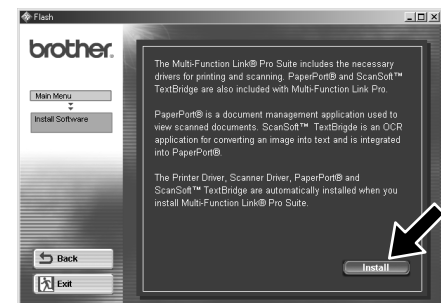 Flash
brother.
Main Menu
Install Software
The Multi-Function Link® Pro Suite includes the necessary
drivers for printing and scanning. PaperPort® and ScanSoft™
TextBridge are also included with Multi-Function Link Pro.
PaperPort® is a document management application used to
view scanned documents. ScanSoft™ TextBrigde is an OCR
application for converting an image into text and is integrated
into PaperPort®.
The Printer Driver, Scanner Driver, PaperPort® and
ScanSoft™ TextBridge are automatically installed when you
install Multi-Function Link® Pro Suite.
Back
Install
Exit